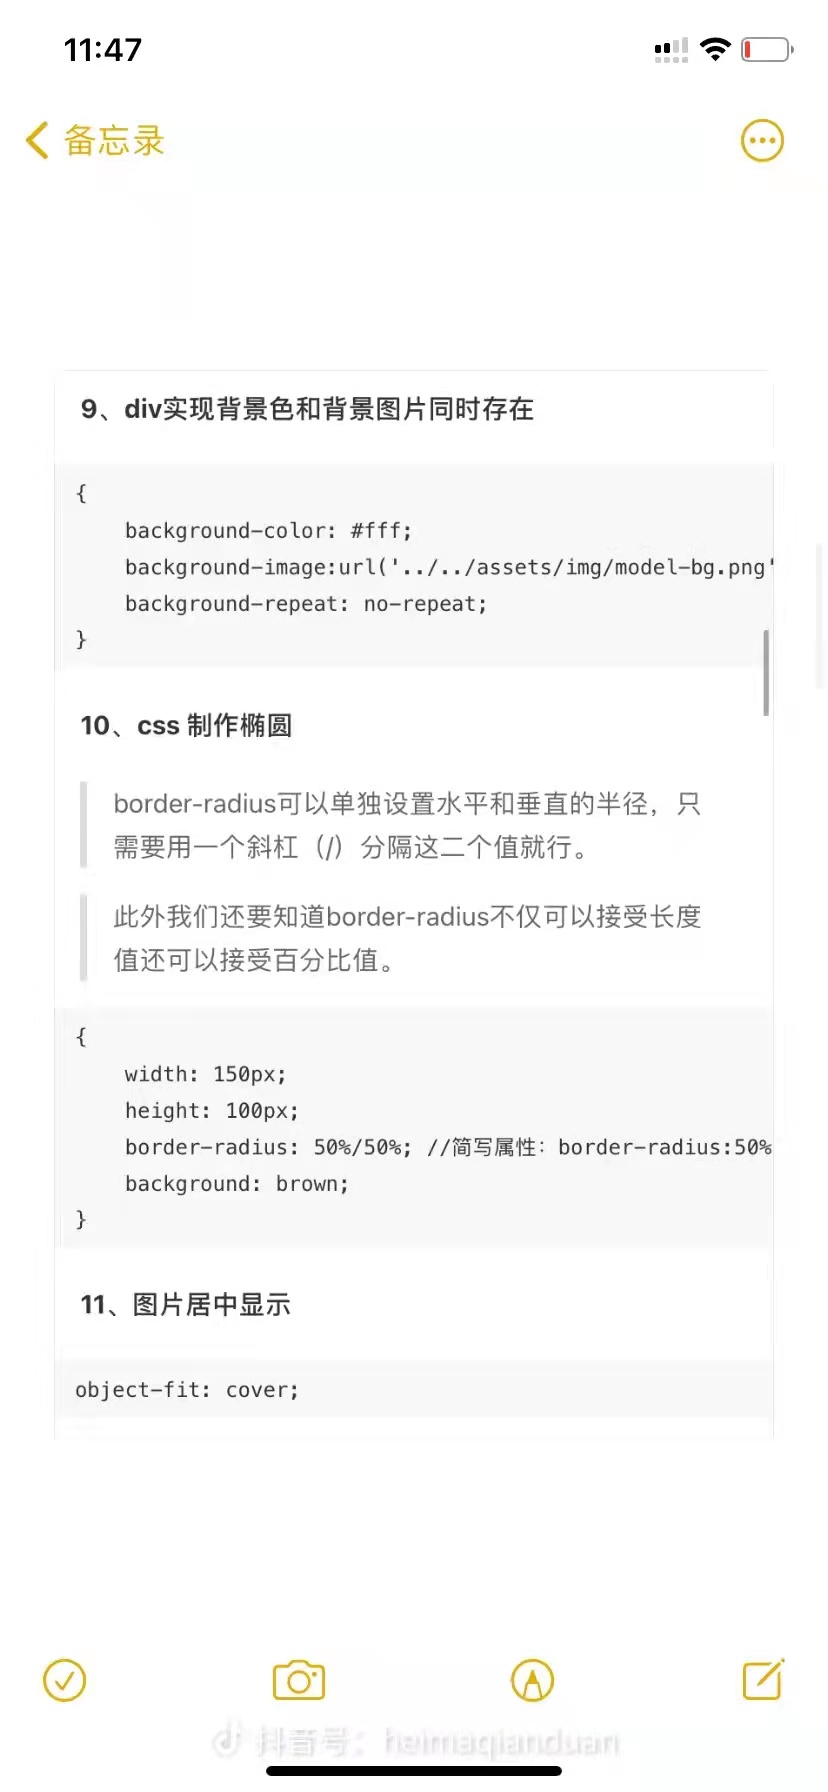 11:47
备忘录
9、div实现背景色和背景图片同时存在
{
background-color: #fff;
background-image:url('../../assets/img/model-bg.png'
background-repeat: no-repeat;
}
10、css 制作椭圆
border-radius可以单独设置水平和垂直的半径，只
需要用一个斜杠（/）分隔这二个值就行。
此外我们还要知道border-radius不仅可以接受长度
值还可以接受百分比值。
{
width: 150px;
height: 100px;
border-radius: 50%/50%; //简写属性：border-radius:50%
background: brown;
}
11、图片居中显示
object-fit: cover;
抖音号：heimaqianduan